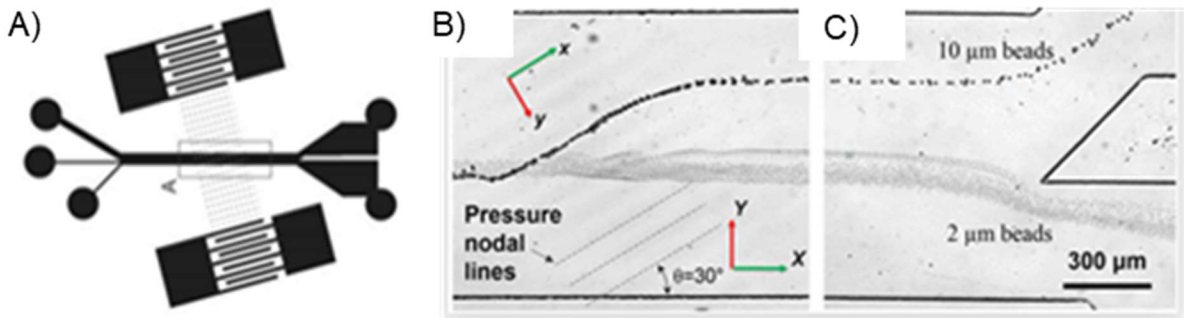 A)
A
B)
x
y
Pressure
nodal
lines
θ=30°
Y
X
C)
10 μm beads
2 μm beads
300 μm